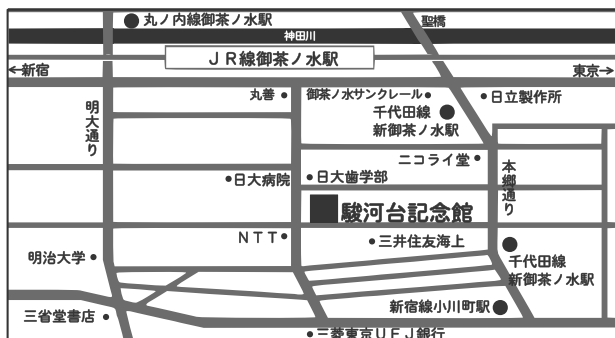 丸ノ内線御茶ノ水駅
聖橋
神田川
JR線御茶ノ水駅
←新宿
東京→
丸善
御茶ノ水サンクレール
日立製作所
千代田線
新御茶ノ水駅
明大通り
ニコライ堂
本郷通り
日大病院
日大歯学部
駿河台記念館
NTT
三井住友海上
明治大学
千代田線
新御茶ノ水駅
新宿線小川町駅
三省堂書店
三菱東京UFJ銀行